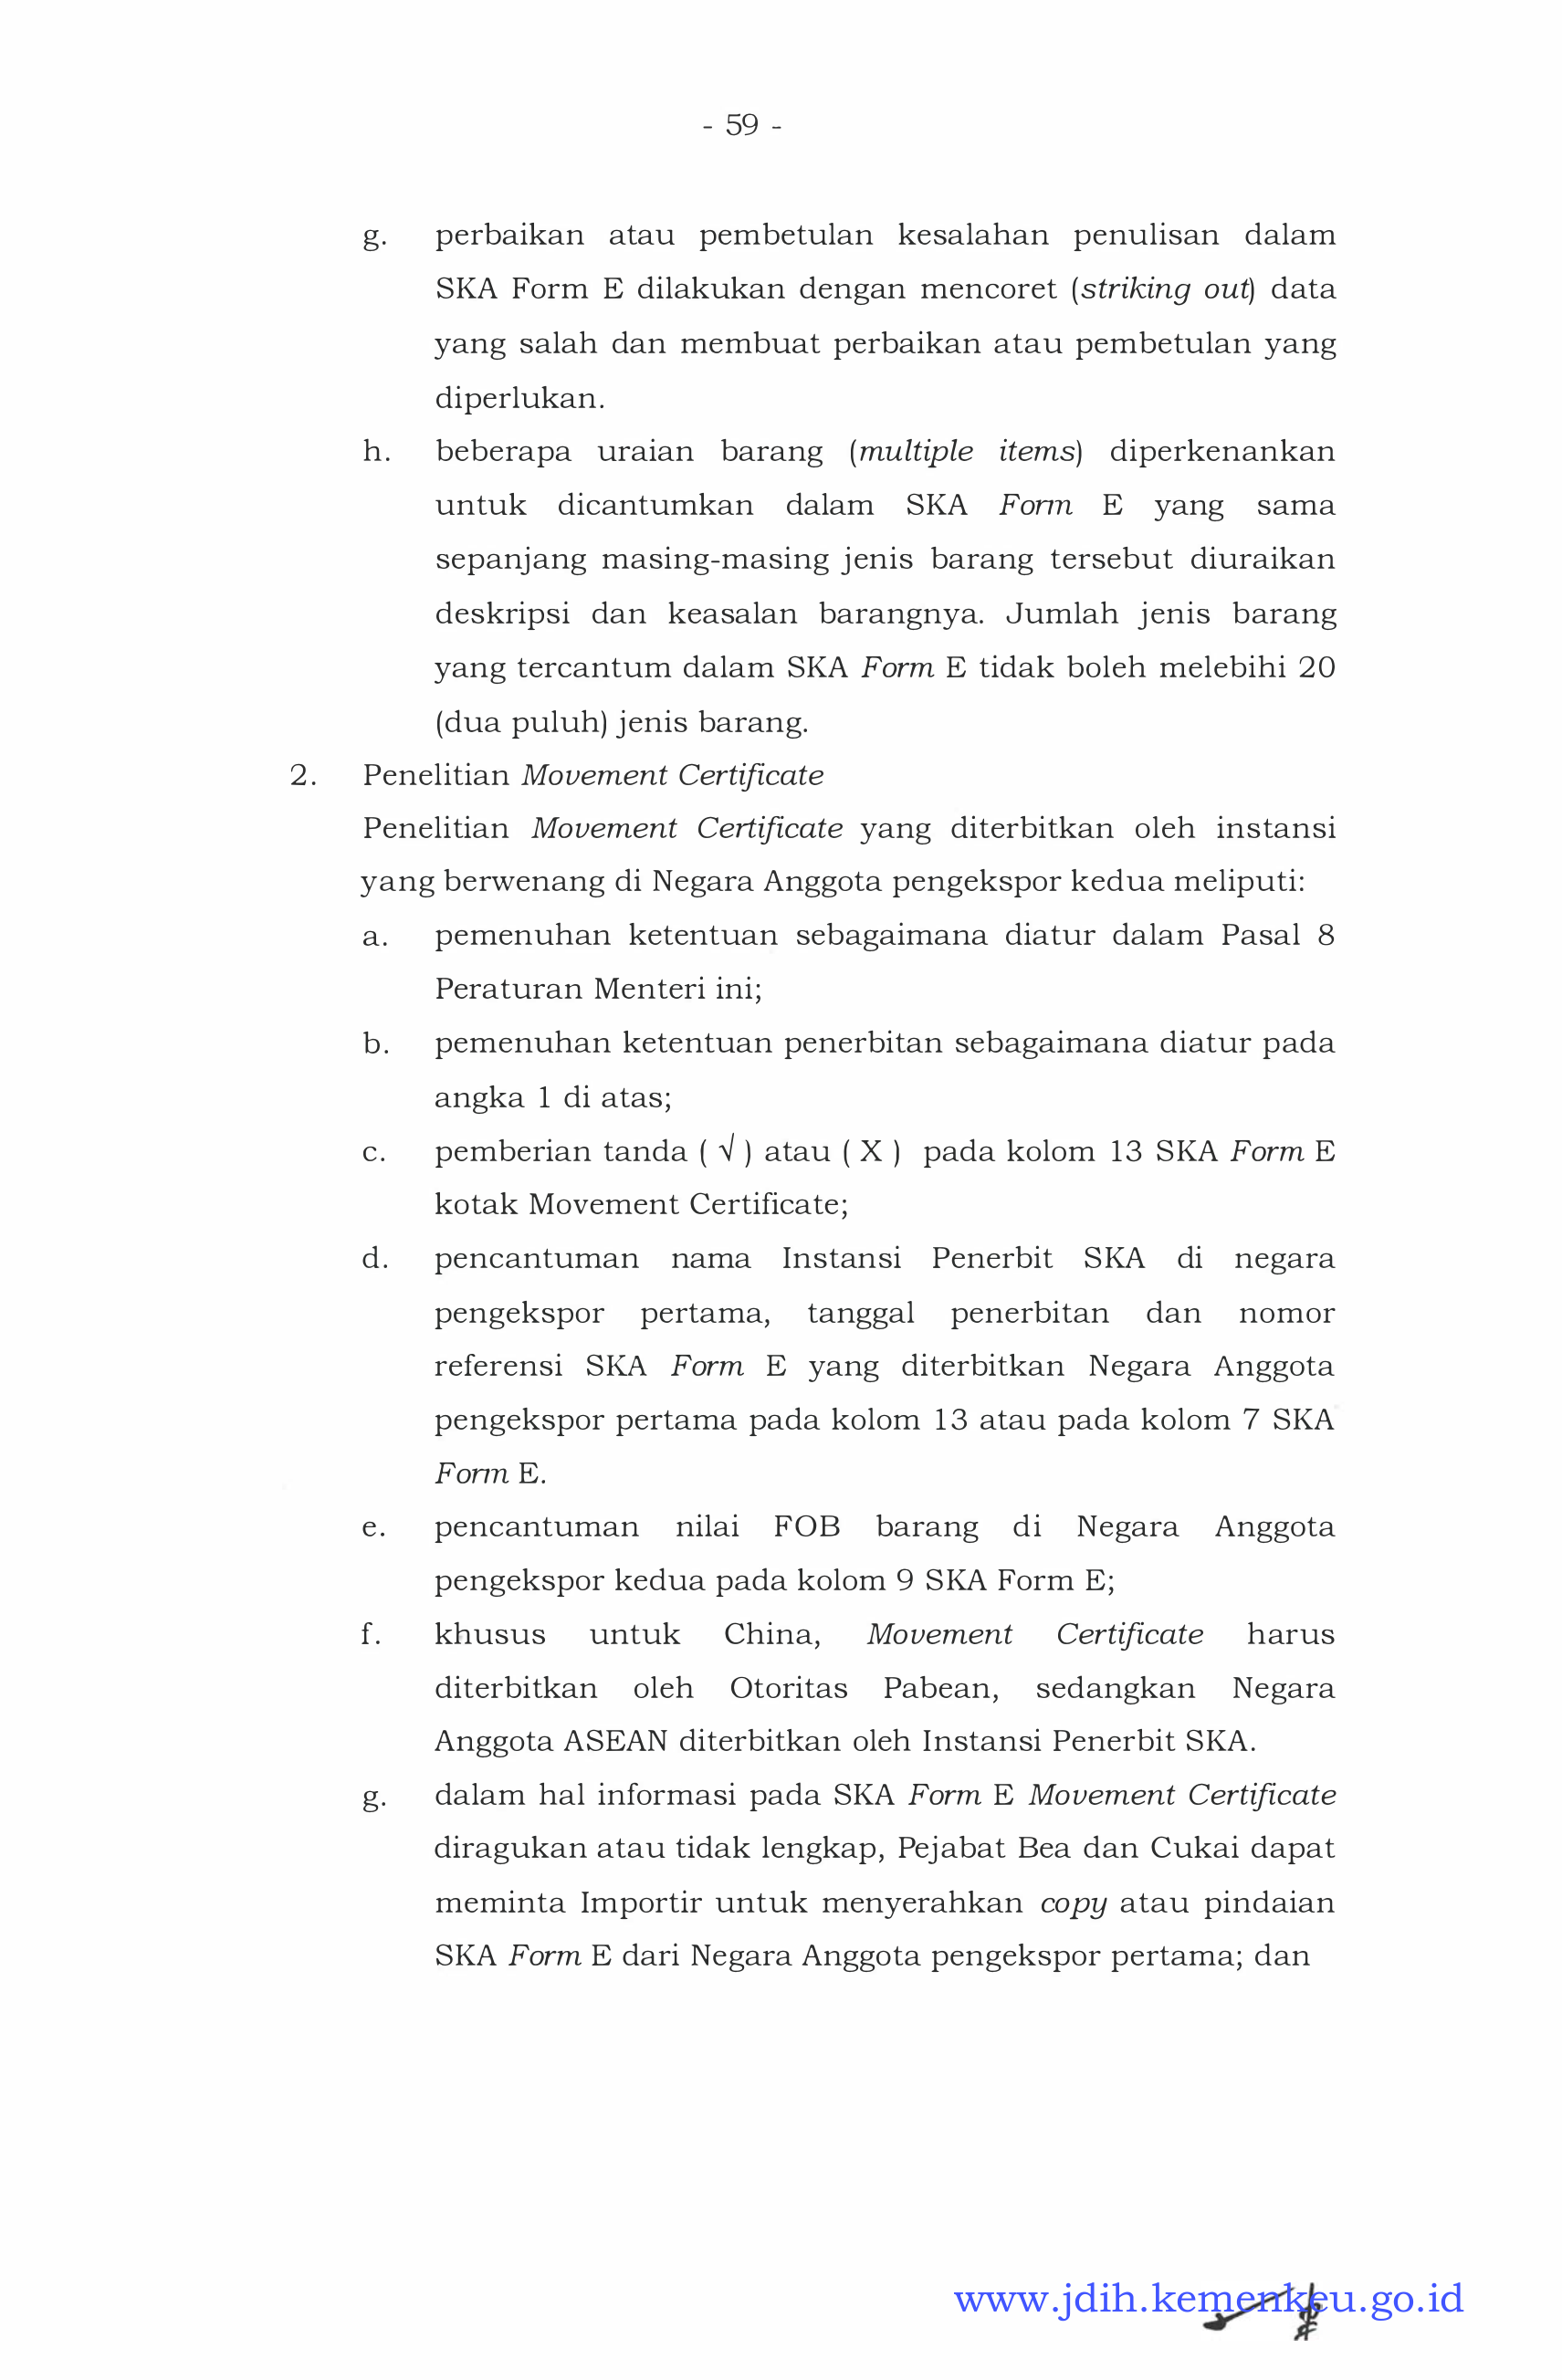 - 59 -
g. perbaikan atau pembetulan kesalahan penulisan dalam
SKA Form E dilakukan dengan mencoret (striking out) data
yang salah dan membuat perbaikan atau pembetulan yang
diperlukan.
h. beberapa uraian barang (multiple items) diperkenankan
untuk dicantumkan dalam SKA Form E yang sama
sepanjang masing-masing jenis barang tersebut diuraikan
deskripsi dan keasalan barangnya. Jumlah jenis barang
yang tercantum dalam SKA Form E tidak boleh melebihi 20
(dua puluh) jenis barang.
2. Penelitian Movement Certificate
Penelitian Movement Certificate yang diterbitkan oleh instansi
yang berwenang di Negara Anggota pengekspor kedua meliputi:
a. pemenuhan ketentuan sebagaimana diatur dalam Pasal 8
Peraturan Menteri ini;
b. pemenuhan ketentuan penerbitan sebagaimana diatur pada
angka 1 di atas;
c. pemberian tanda ( √ ) atau ( X ) pada kolom 13 SKA Form E
kotak Movement Certificate;
d. pencantuman nama Instansi Penerbit SKA di negara
pengekspor pertama, tanggal penerbitan dan nomor
referensi SKA Form E yang diterbitkan Negara Anggota
pengekspor pertama pada kolom 13 atau pada kolom 7 SKA
Form E.
e. pencantuman nilai FOB barang di Negara Anggota
pengekspor kedua pada kolom 9 SKA Form E;
f. khusus untuk China, Movement Certificate harus
diterbitkan oleh Otoritas Pabean, sedangkan Negara
Anggota ASEAN diterbitkan oleh Instansi Penerbit SKA.
g. dalam hal informasi pada SKA Form E Movement Certificate
diragukan atau tidak lengkap, Pejabat Bea dan Cukai dapat
meminta Importir untuk menyerahkan copy atau pindaian
SKA Form E dari Negara Anggota pengekspor pertama; dan
www.jdih.kemenkeu.go.id